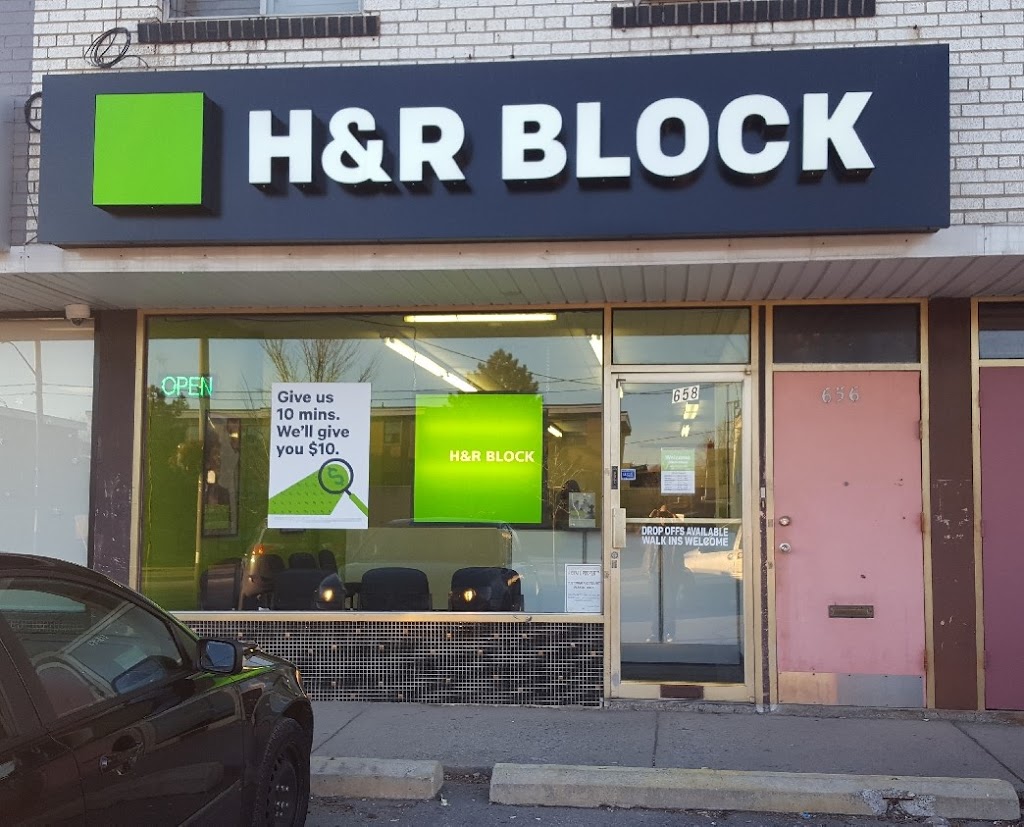 H&R BLOCK
OPEN
Give us
10 mins.
We'll give
you $10.
H&R BLOCK
658
DROP OFFS AVAILABLE
WALK INS WELCOME
656